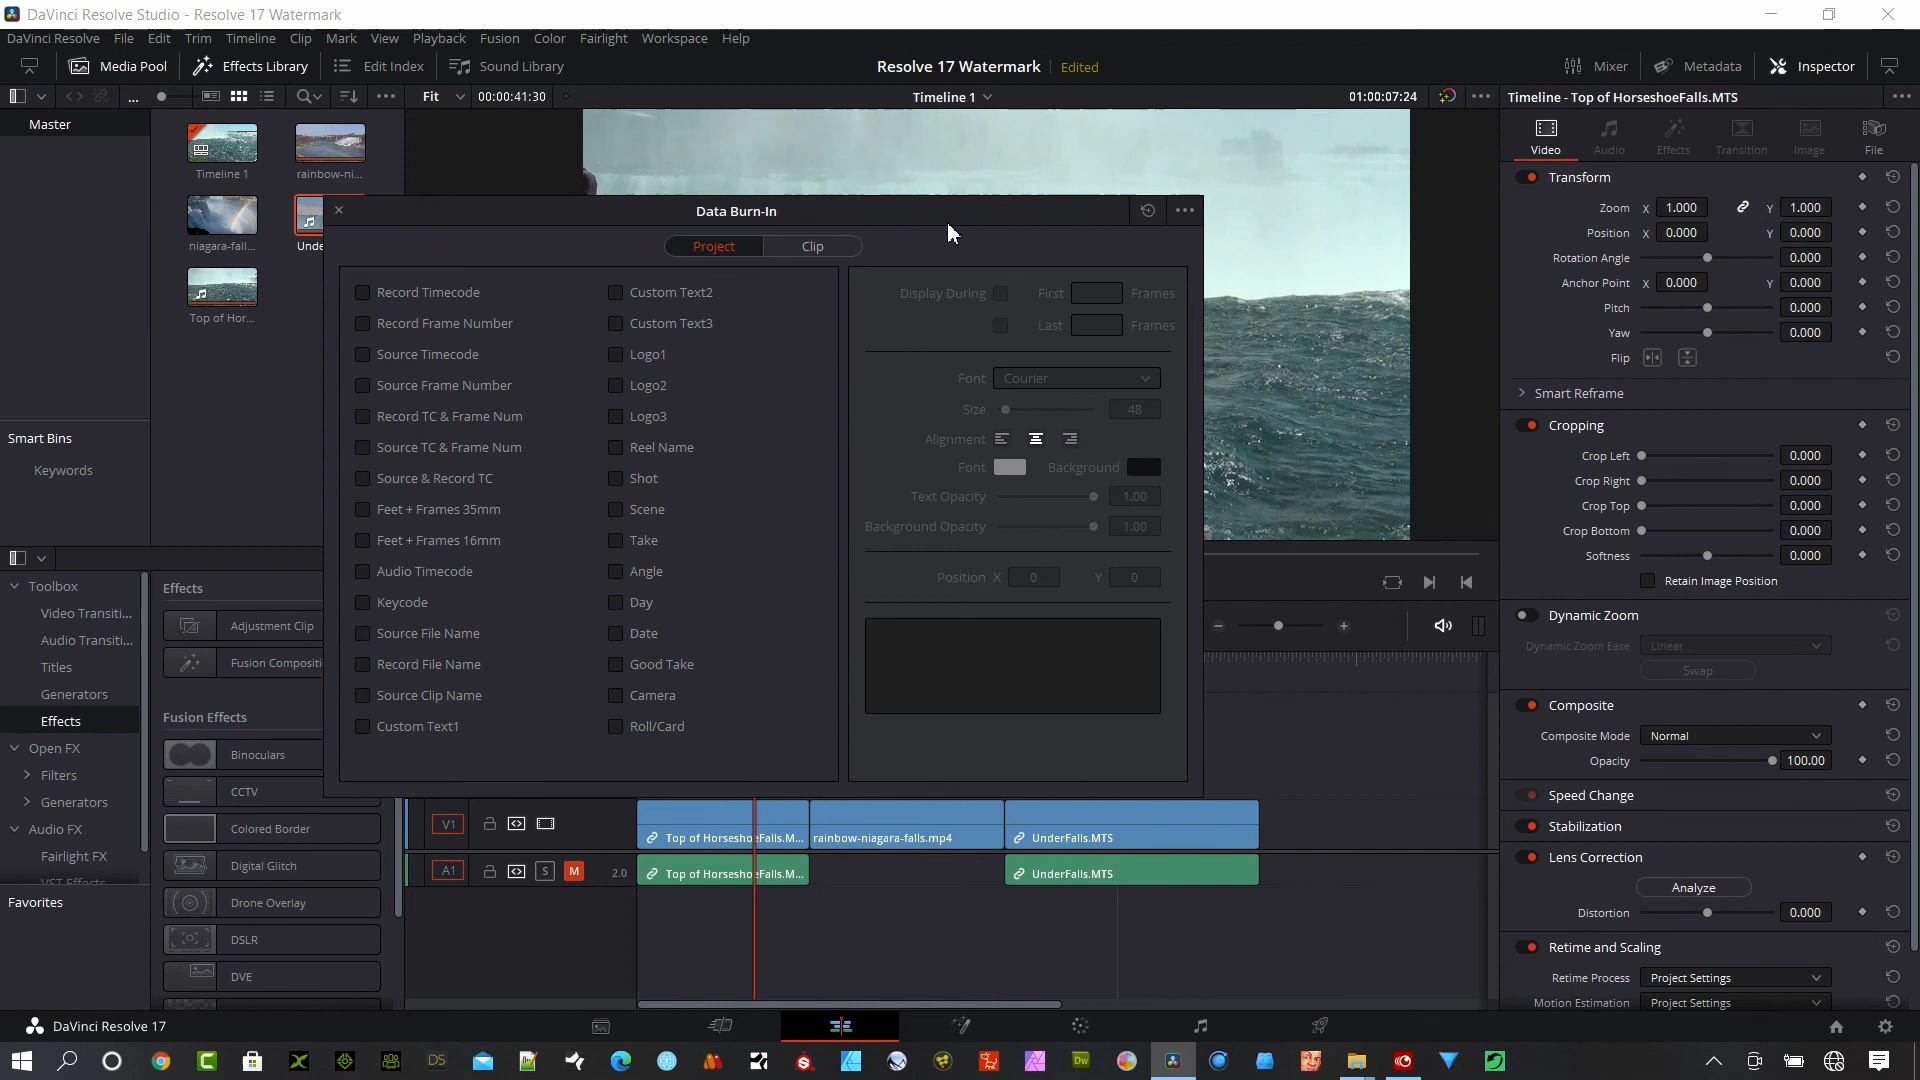 DaVinci Resolve Studio - Resolve 17 Watermark
DaVinci Resolve File Edit Trim Timeline Clip Mark View Playback Fusion Color Fairlight Workspace Help
Media Pool Effects Library Edit Index Sound Library Resolve 17 Watermark Edited Mixer Metadata Inspector
Fit 00:00:41:30 Timeline 1 01:00:07:24 Timeline - Top of HorseshoeFalls.MTS
Master
Timeline 1 rainbow-ni...
niagara-fall... Unde
Top of Hor...
Smart Bins
Keywords
Data Burn-In
Project Clip
Record Timecode
Record Frame Number
Source Timecode
Source Frame Number
Record TC & Frame Num
Source TC & Frame Num
Source & Record TC
Feet + Frames 35mm
Feet + Frames 16mm
Audio Timecode
Keycode
Source File Name
Record File Name
Source Clip Name
Custom Text1
Custom Text2
Custom Text3
Logo1
Logo2
Logo3
Reel Name
Shot
Scene
Take
Angle
Day
Date
Good Take
Camera
Roll/Card
Display During First Frames
Last Frames
Font Courier
Size 48
Alignment
Font Background
Text Opacity 1.00
Background Opacity 1.00
Position X 0 Y 0
Video Audio Effects Transition Image File
Transform
Zoom X 1.000 Y 1.000
Position X 0.000 Y 0.000
Rotation Angle 0.000
Anchor Point X 0.000 Y 0.000
Pitch 0.000
Yaw 0.000
Flip
Smart Reframe
Cropping
Crop Left 0.000
Crop Right 0.000
Crop Top 0.000
Crop Bottom 0.000
Softness 0.000
Retain Image Position
Dynamic Zoom
Dynamic Zoom Ease Linear
Swap
Composite
Composite Mode Normal
Opacity 100.00
Speed Change
Stabilization
Lens Correction
Analyze
Distortion 0.000
Retime and Scaling
Retime Process Project Settings
Motion Estimation Project Settings
Toolbox
Video Transiti...
Audio Transiti...
Titles
Generators
Effects
Open FX
Filters
Generators
Audio FX
Fairlight FX
VST Effects
Favorites
Effects
Adjustment Clip
Fusion Compositi
Fusion Effects
Binoculars
CCTV
Colored Border
Digital Glitch
Drone Overlay
DSLR
DVE
V1 Top of HorseshoeFalls.M... rainbow-niagara-falls.mp4 UnderFalls.MTS
A1 S M 2.0 Top of HorseshoeFalls.M... UnderFalls.MTS
DaVinci Resolve 17
DS
Dw